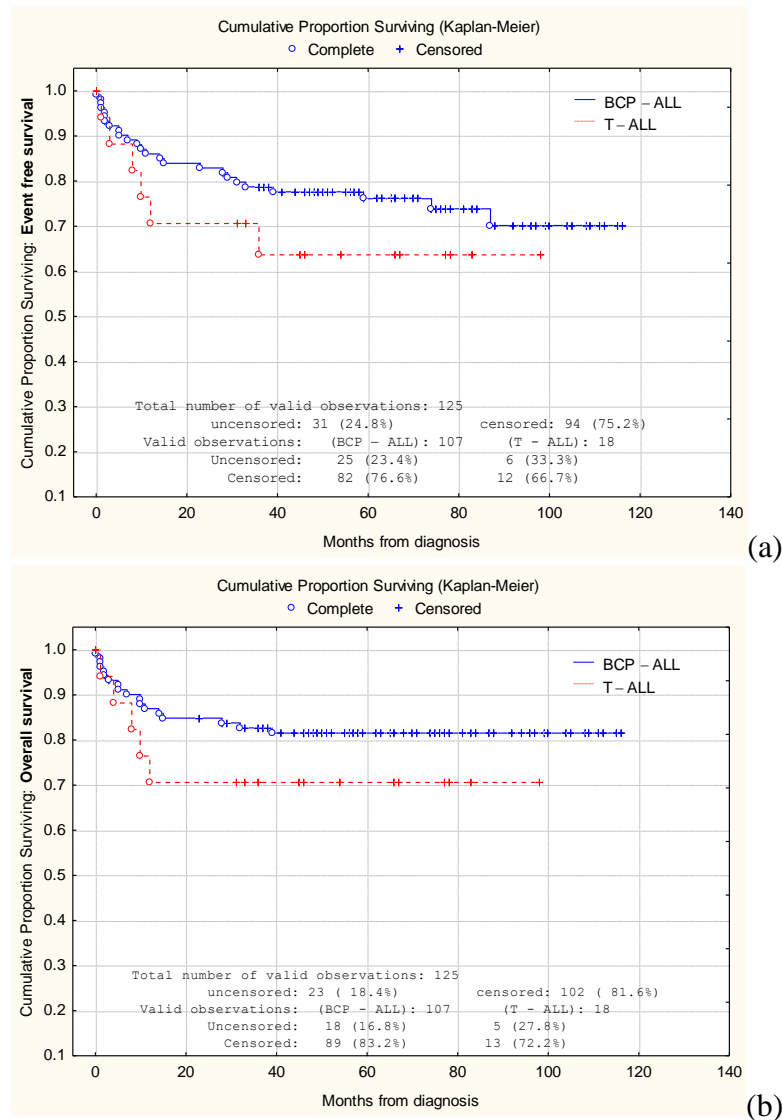 Cumulative Proportion Surviving (Kaplan-Meier)
Complete Censored
BCP – ALL
T – ALL
Cumulative Proportion Surviving: Event free survival
1.0
0.9
0.8
0.7
0.6
0.5
0.4
0.3
0.2
0.1
Total number of valid observations: 125
uncensored: 31 (24.8%) censored: 94 (75.2%)
Valid observations: (BCP – ALL): 107 (T - ALL): 18
Uncensored: 25 (23.4%) 6 (33.3%)
Censored: 82 (76.6%) 12 (66.7%)
0 20 40 60 80 100 120 140
Months from diagnosis
(a)
Cumulative Proportion Surviving (Kaplan-Meier)
Complete Censored
BCP – ALL
T – ALL
Cumulative Proportion Surviving: Overall survival
1.0
0.9
0.8
0.7
0.6
0.5
0.4
0.3
0.2
0.1
Total number of valid observations: 125
uncensored: 23 ( 18.4%) censored: 102 ( 81.6%)
Valid observations: (BCP - ALL): 107 (T - ALL): 18
Uncensored: 18 (16.8%) 5 (27.8%)
Censored: 89 (83.2%) 13 (72.2%)
0 20 40 60 80 100 120 140
Months from diagnosis
(b)